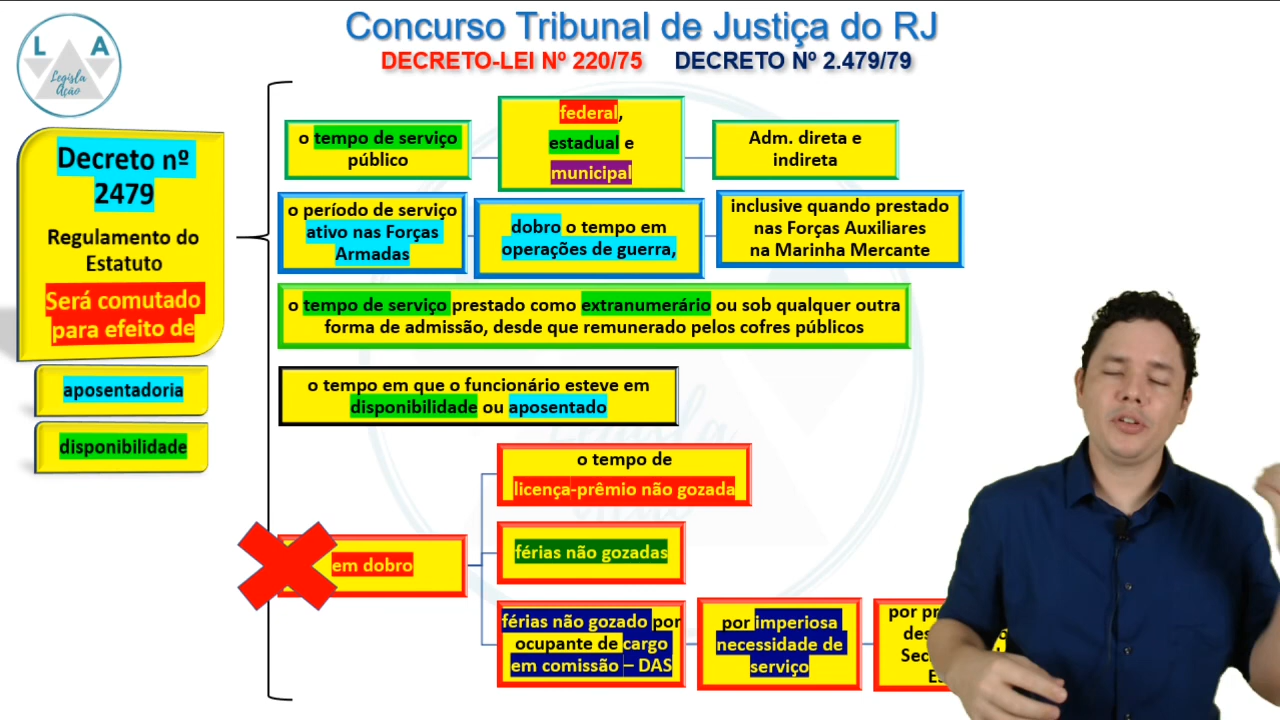 Concurso Tribunal de Justiça do RJ
DECRETO-LEI Nº 220/75 DECRETO Nº 2.479/79
L A
Legisla
Ação
Decreto nº
2479
Regulamento do
Estatuto
Será comutado
para efeito de
aposentadoria
disponibilidade
o tempo de serviço
público
federal,
estadual e
municipal
Adm. direta e
indireta
o período de serviço
ativo nas Forças
Armadas
dobro o tempo em
operações de guerra,
inclusive quando prestado
nas Forças Auxiliares
na Marinha Mercante
o tempo de serviço prestado como extranumerário ou sob qualquer outra
forma de admissão, desde que remunerado pelos cofres públicos
o tempo em que o funcionário esteve em
disponibilidade ou aposentado
em dobro
o tempo de
licença-prêmio não gozada
férias não gozadas
férias não gozado por
ocupante de cargo
em comissão – DAS
por imperiosa
necessidade de
serviço
por